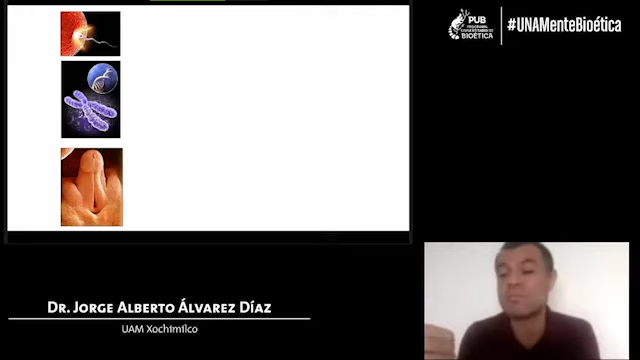 PUB
PROGRAMA
UNIVERSITARIO DE
BIOÉTICA
#UNAMenteBioética
DR. JORGE ALBERTO ÁLVAREZ DÍAZ
UAM Xochimilco